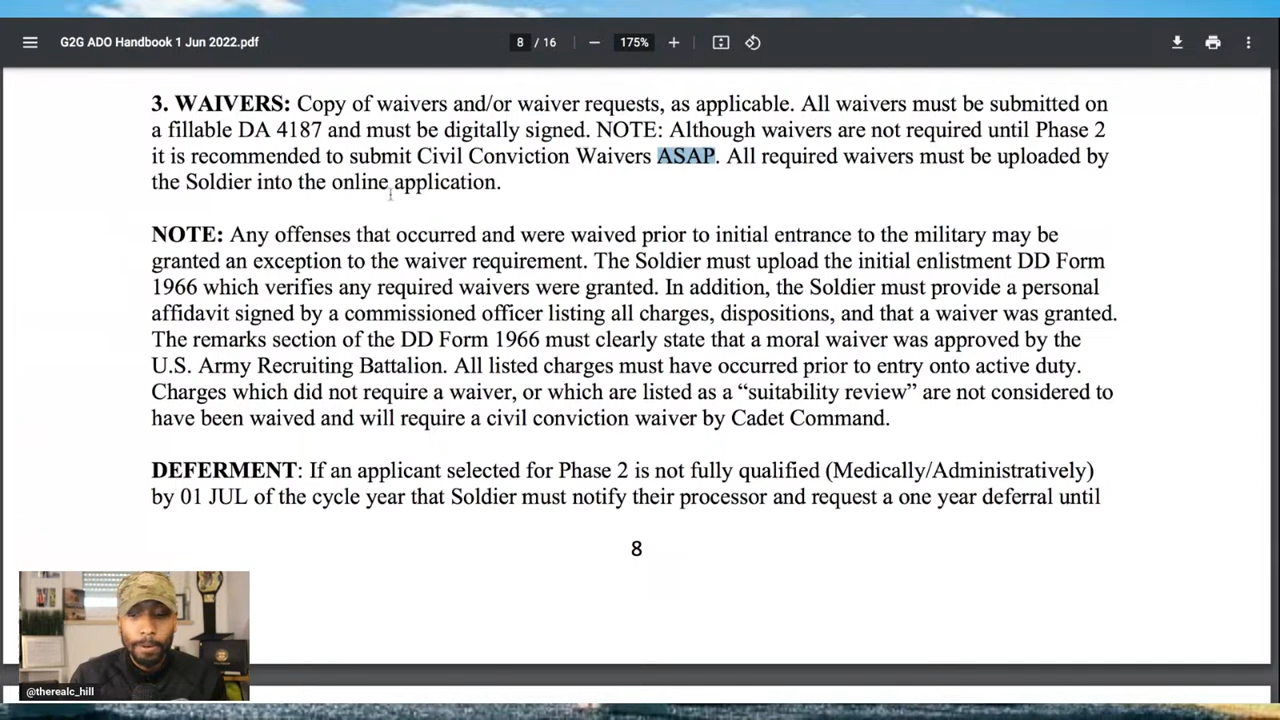 G2G ADO Handbook 1 Jun 2022.pdf
8 / 16
175%
3. WAIVERS: Copy of waivers and/or waiver requests, as applicable. All waivers must be submitted on
a fillable DA 4187 and must be digitally signed. NOTE: Although waivers are not required until Phase 2
it is recommended to submit Civil Conviction Waivers ASAP. All required waivers must be uploaded by
the Soldier into the online application.
NOTE: Any offenses that occurred and were waived prior to initial entrance to the military may be
granted an exception to the waiver requirement. The Soldier must upload the initial enlistment DD Form
1966 which verifies any required waivers were granted. In addition, the Soldier must provide a personal
affidavit signed by a commissioned officer listing all charges, dispositions, and that a waiver was granted.
The remarks section of the DD Form 1966 must clearly state that a moral waiver was approved by the
U.S. Army Recruiting Battalion. All listed charges must have occurred prior to entry onto active duty.
Charges which did not require a waiver, or which are listed as a “suitability review” are not considered to
have been waived and will require a civil conviction waiver by Cadet Command.
DEFERMENT: If an applicant selected for Phase 2 is not fully qualified (Medically/Administratively)
by 01 JUL of the cycle year that Soldier must notify their processor and request a one year deferral until
8
@therealc_hill